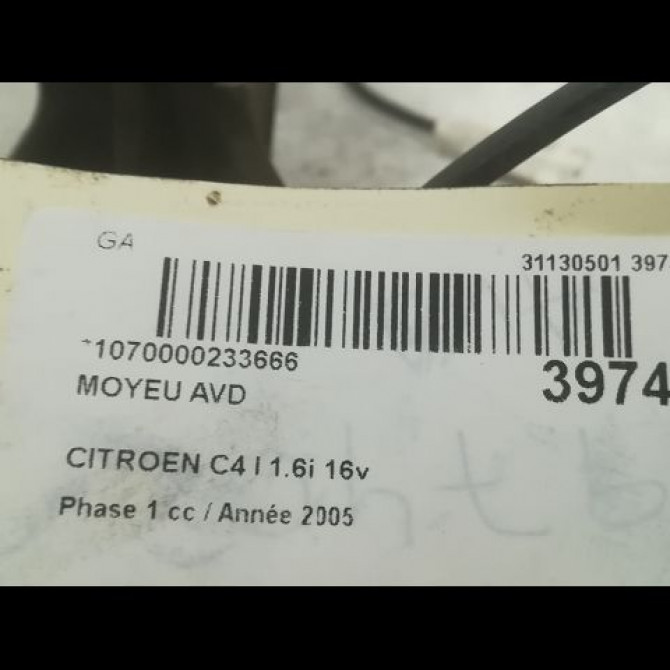 GA
31130501 397
*1070000233666
MOYEU AVD
3974
CITROEN C4 I 1.6i 16v
Phase 1 cc / Année 2005